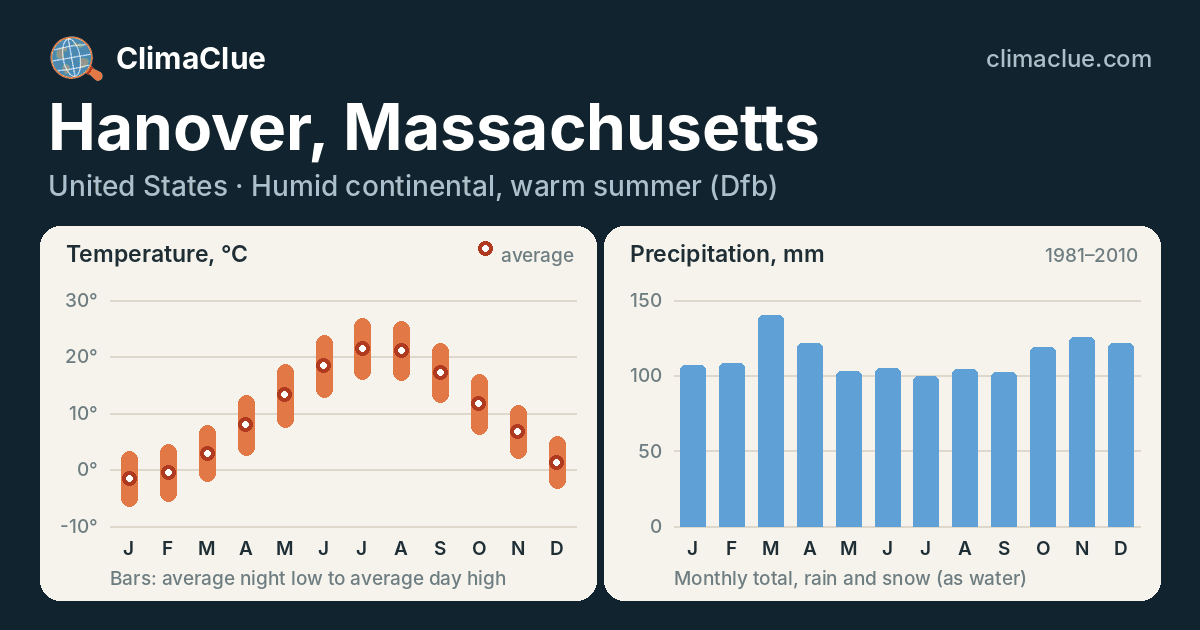 ClimaClue
climaclue.com
Hanover, Massachusetts
United States · Humid continental, warm summer (Dfb)
Temperature, °C
average
30°
20°
10°
0°
-10°
J F M A M J J A S O N D
Bars: average night low to average day high
Precipitation, mm
1981–2010
150
100
50
0
J F M A M J J A S O N D
Monthly total, rain and snow (as water)